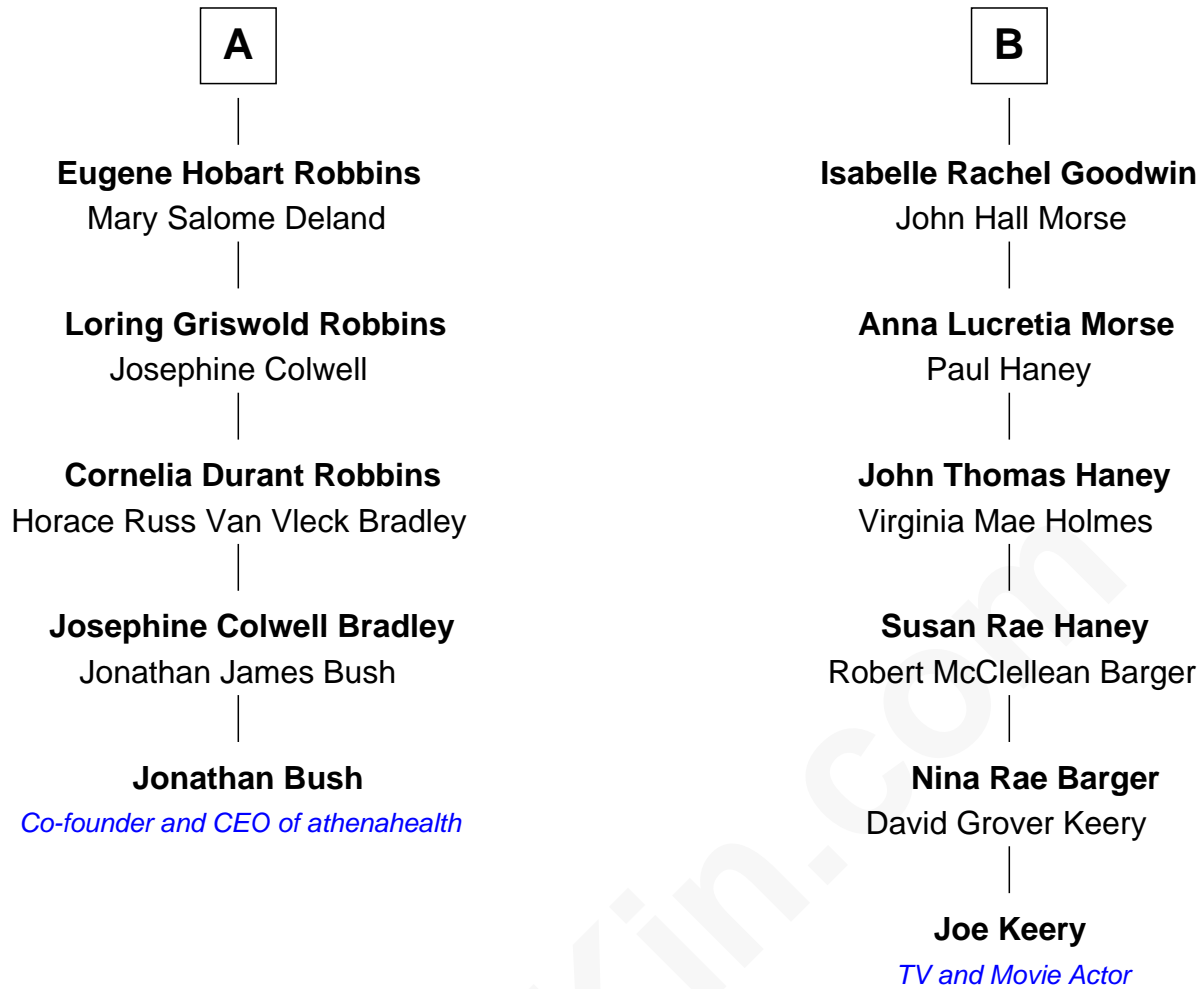 A
Eugene Hobart Robbins
Mary Salome Deland
Loring Griswold Robbins
Josephine Colwell
Cornelia Durant Robbins
Horace Russ Van Vleck Bradley
Josephine Colwell Bradley
Jonathan James Bush
Jonathan Bush
Co-founder and CEO of athenahealth
B
Isabelle Rachel Goodwin
John Hall Morse
Anna Lucretia Morse
Paul Haney
John Thomas Haney
Virginia Mae Holmes
Susan Rae Haney
Robert McClellean Barger
Nina Rae Barger
David Grover Keery
Joe Keery
TV and Movie Actor